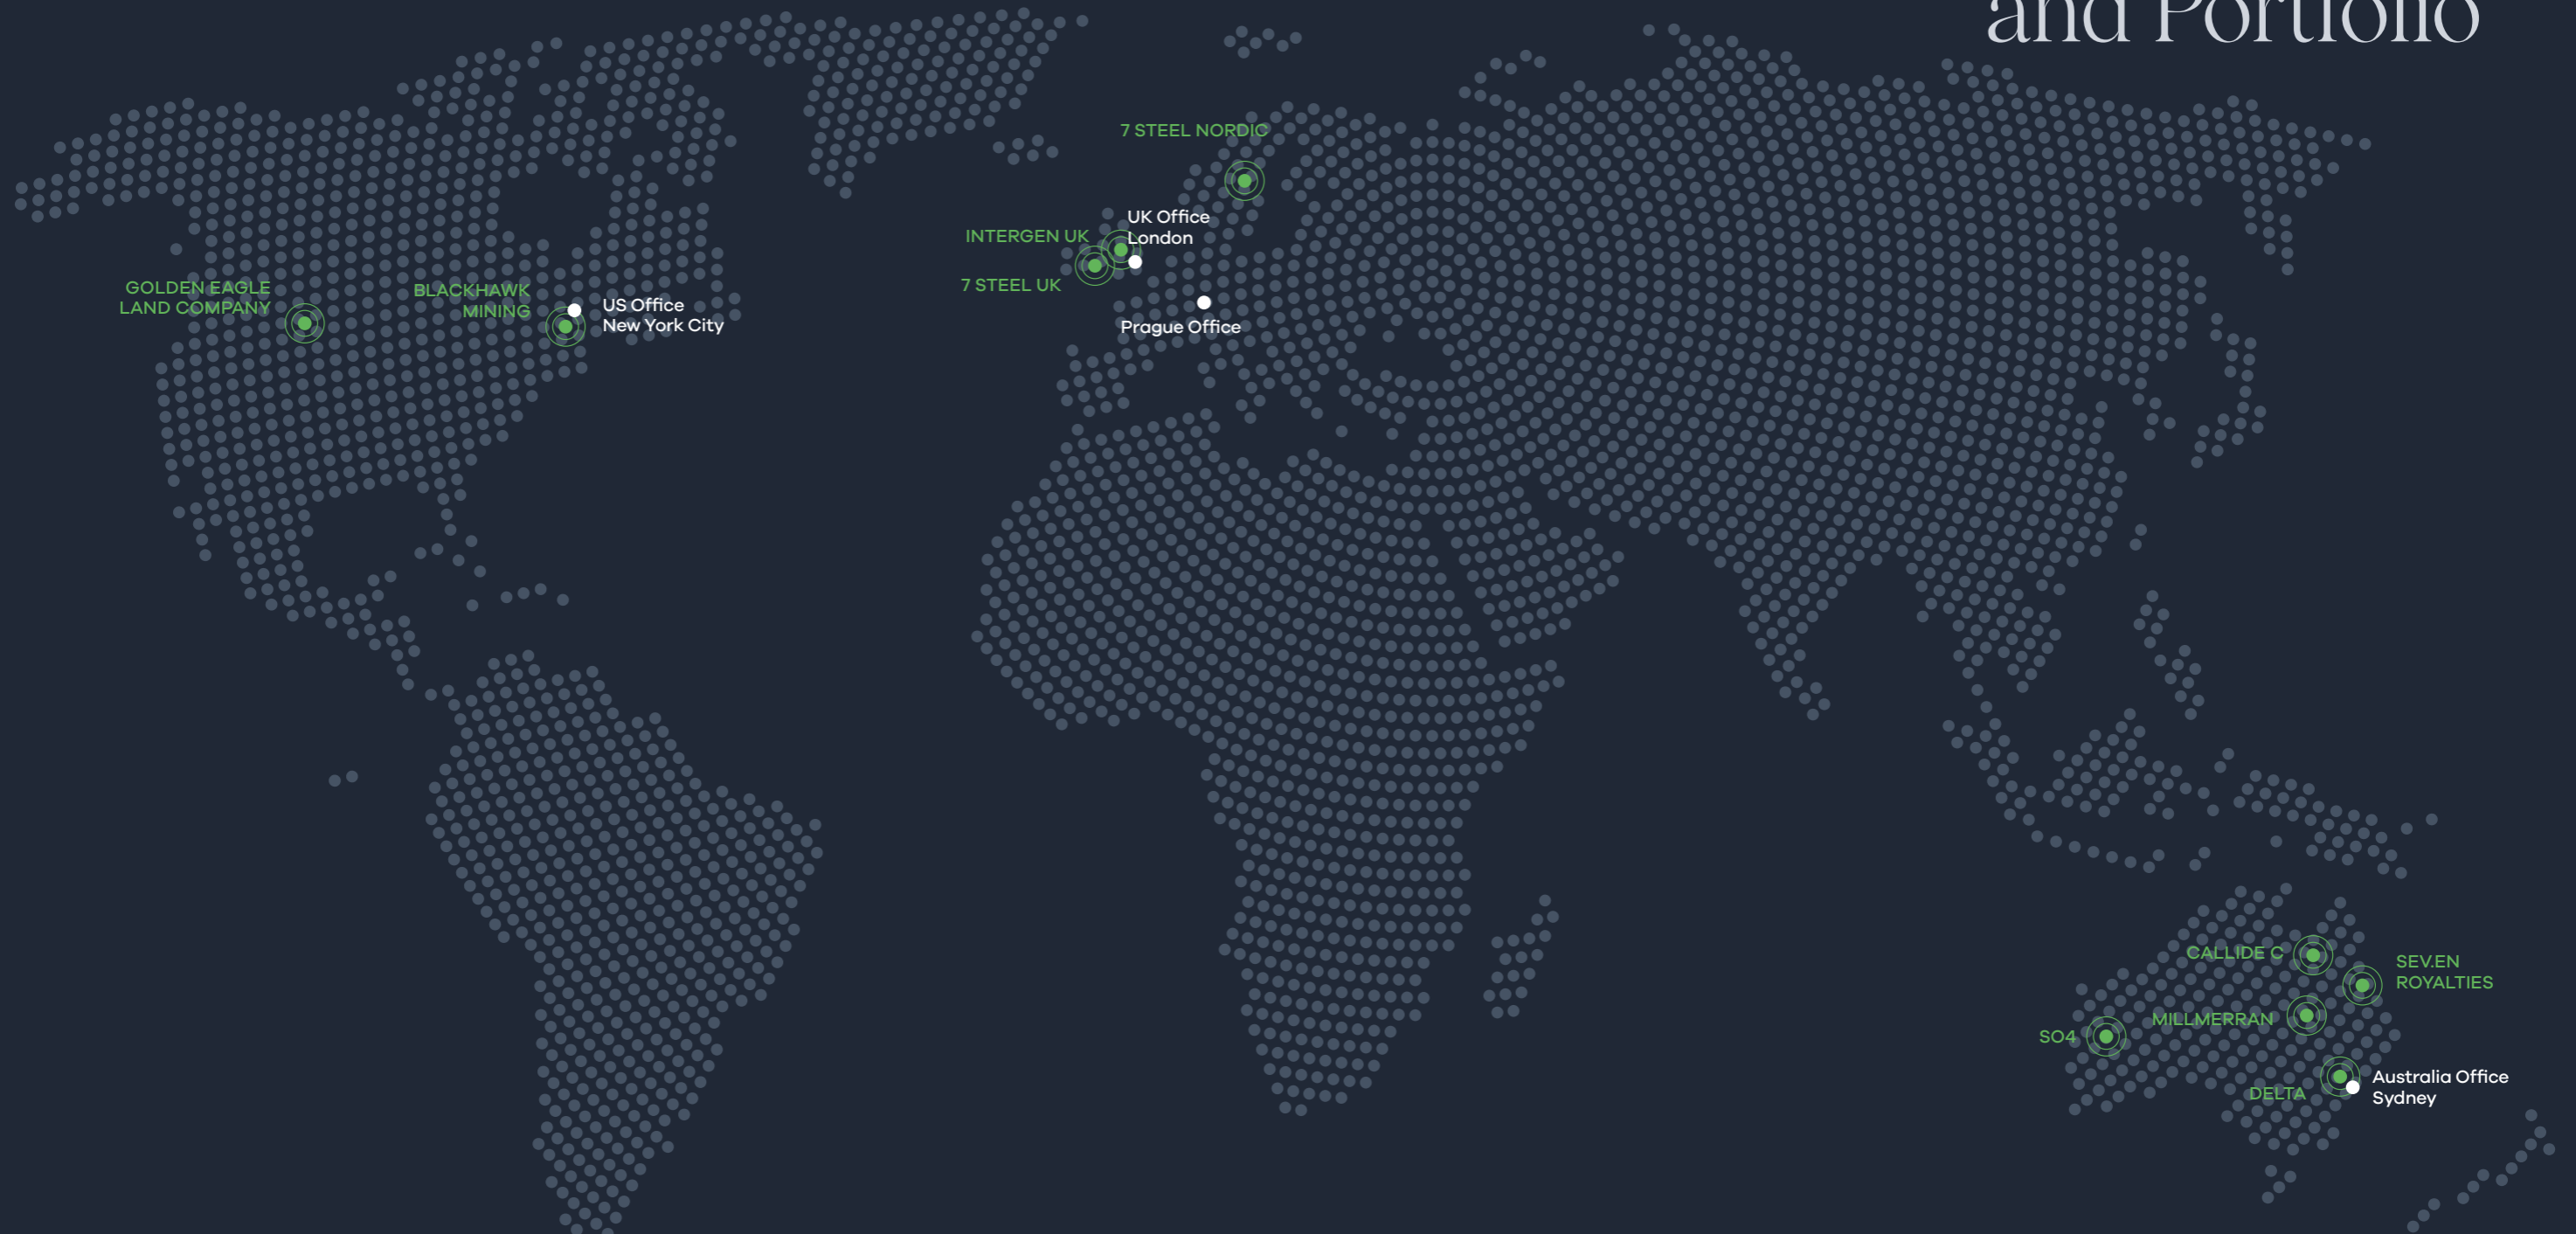 and Portfolio
7 STEEL NORDIC
UK Office
London
INTERGEN UK
7 STEEL UK
GOLDEN EAGLE
LAND COMPANY
BLACKHAWK
MINING
US Office
New York City
Prague Office
CALLIDE C
SEV.EN
ROYALTIES
MILLMERRAN
SO4
DELTA
Australia Office
Sydney